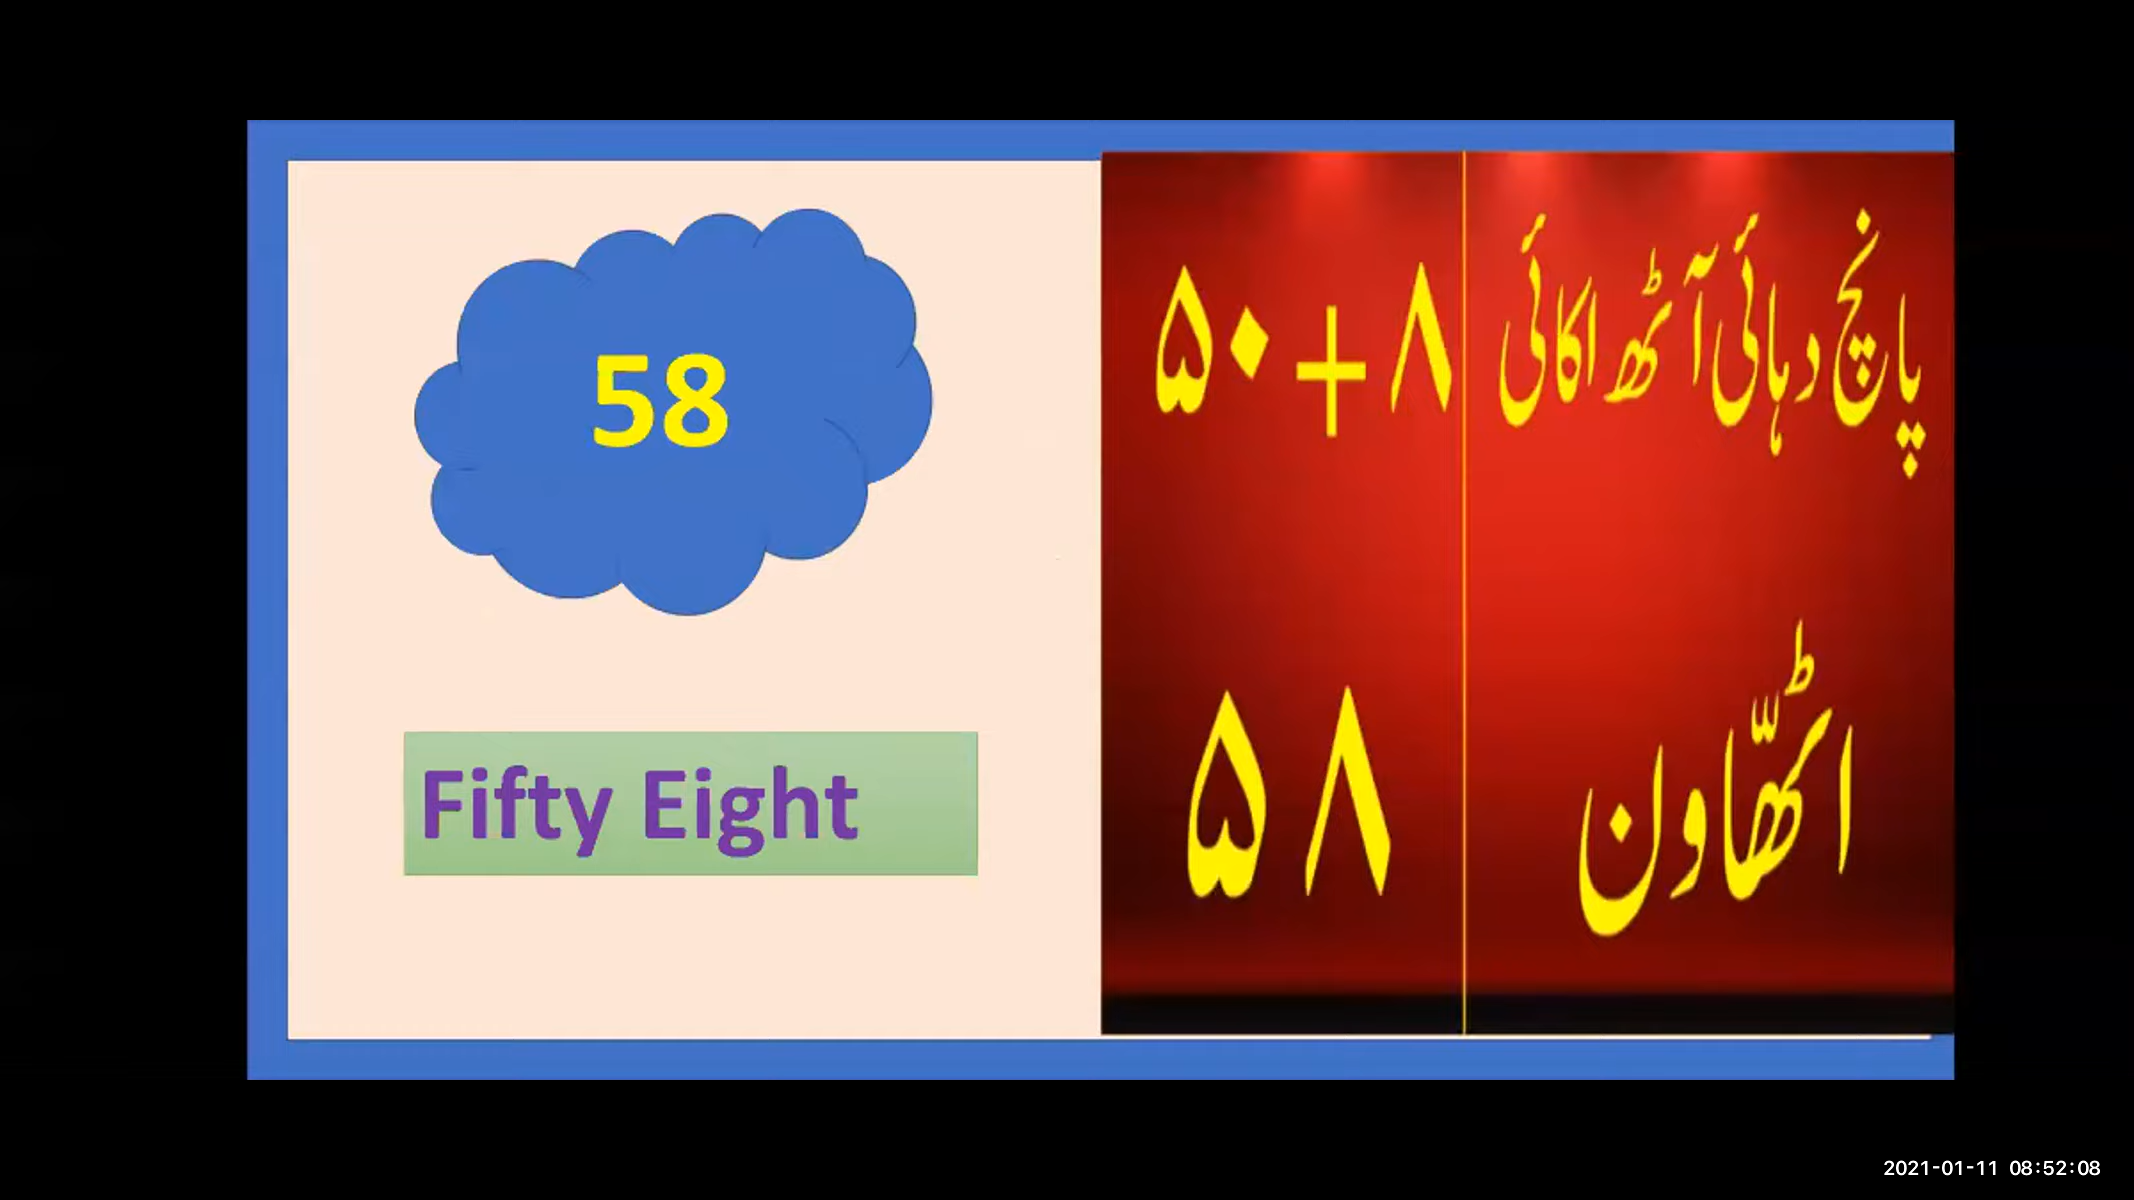 58
Fifty Eight
۵۰+۸
پانچ دہائی آٹھ اکائی
۵۸
اٹھّاون
2021-01-11 08:52:08